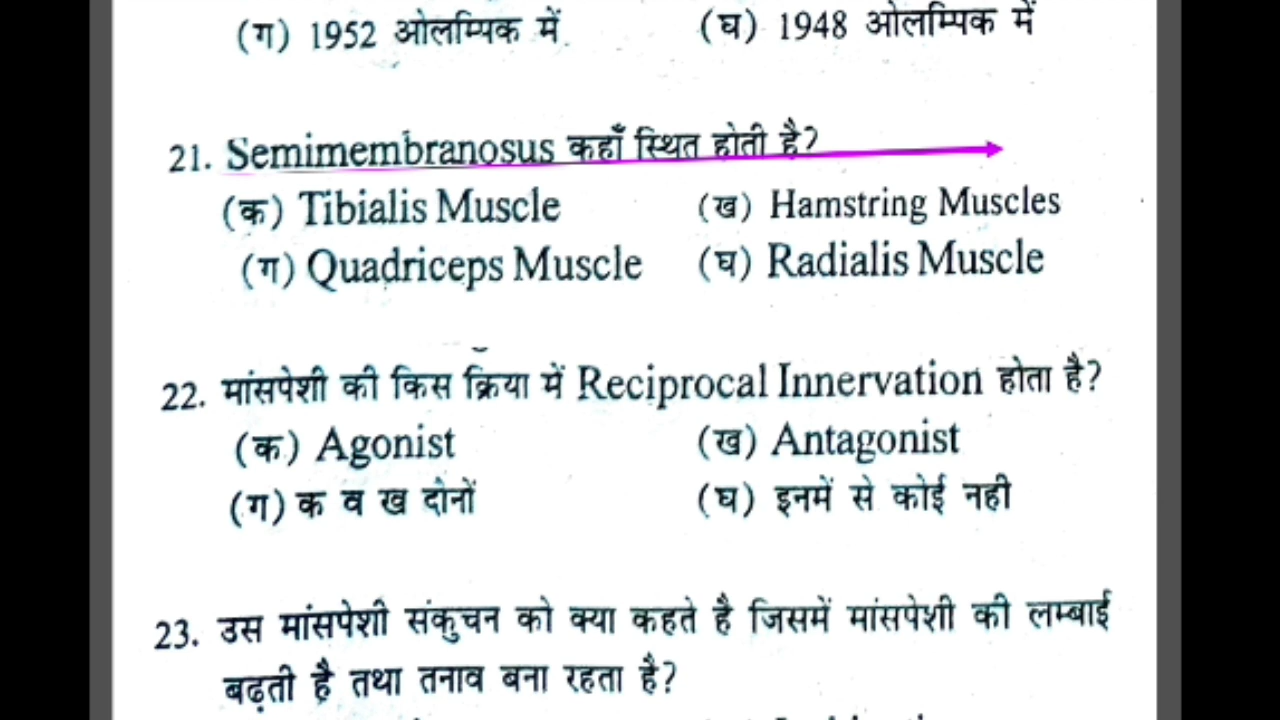 (ग) 1952 ओलम्पिक में (घ) 1948 ओलम्पिक में
21. Semimembranosus कहाँ स्थित होती है?
(क) Tibialis Muscle (ख) Hamstring Muscles
(ग) Quadriceps Muscle (घ) Radialis Muscle
22. मांसपेशी की किस क्रिया में Reciprocal Innervation होता है?
(क) Agonist (ख) Antagonist
(ग) क व ख दोनों (घ) इनमें से कोई नही
23. उस मांसपेशी संकुचन को क्या कहते है जिसमें मांसपेशी की लम्बाई
बढ़ती है तथा तनाव बना रहता है?